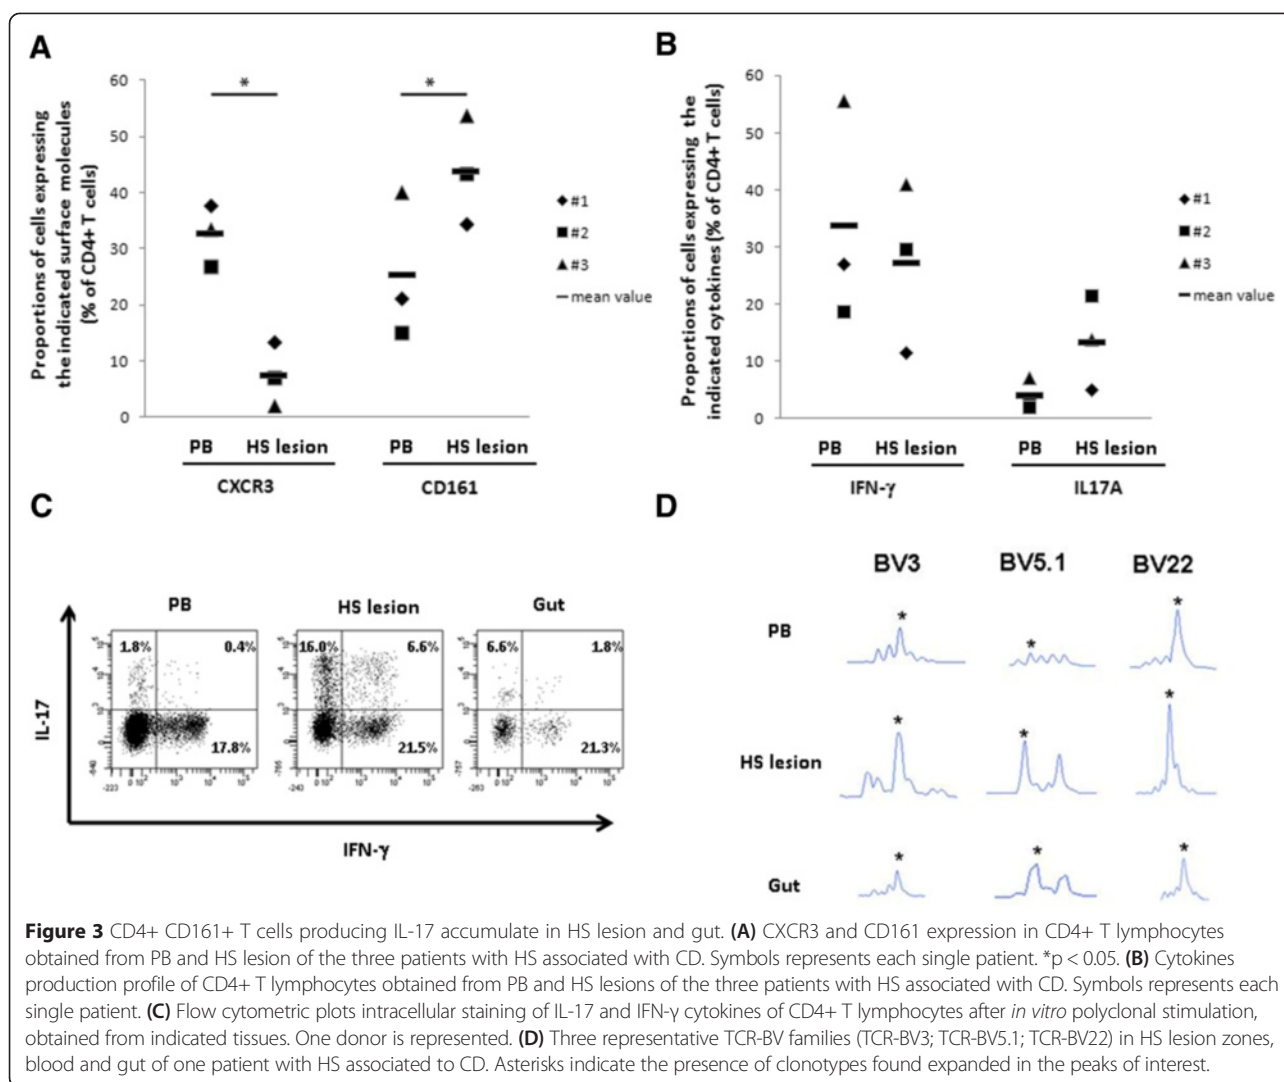 A
Proportions of cells expressing
the indicated surface molecules
(% of CD4+ T cells)
60
50
40
30
20
10
0
*
*
PB HS lesion PB HS lesion
CXCR3 CD161
#1
#2
#3
mean value
B
Proportions of cells expressing the
indicated cytokines (% of CD4+ T cells)
60
50
40
30
20
10
0
PB HS lesion PB HS lesion
IFN-γ IL17A
#1
#2
#3
mean value
C
PB HS lesion Gut
1.8% 0.4%
17.8%
16.0% 6.6%
21.5%
6.6% 1.8%
21.3%
IL-17
IFN-γ
D
BV3 BV5.1 BV22
PB
* * *
HS lesion
* * *
Gut
* * *
Figure 3 CD4+ CD161+ T cells producing IL-17 accumulate in HS lesion and gut. (A) CXCR3 and CD161 expression in CD4+ T lymphocytes
obtained from PB and HS lesion of the three patients with HS associated with CD. Symbols represents each single patient. *p < 0.05. (B) Cytokines
production profile of CD4+ T lymphocytes obtained from PB and HS lesions of the three patients with HS associated with CD. Symbols represents each
single patient. (C) Flow cytometric plots intracellular staining of IL-17 and IFN-γ cytokines of CD4+ T lymphocytes after in vitro polyclonal stimulation,
obtained from indicated tissues. One donor is represented. (D) Three representative TCR-BV families (TCR-BV3; TCR-BV5.1; TCR-BV22) in HS lesion zones,
blood and gut of one patient with HS associated to CD. Asterisks indicate the presence of clonotypes found expanded in the peaks of interest.